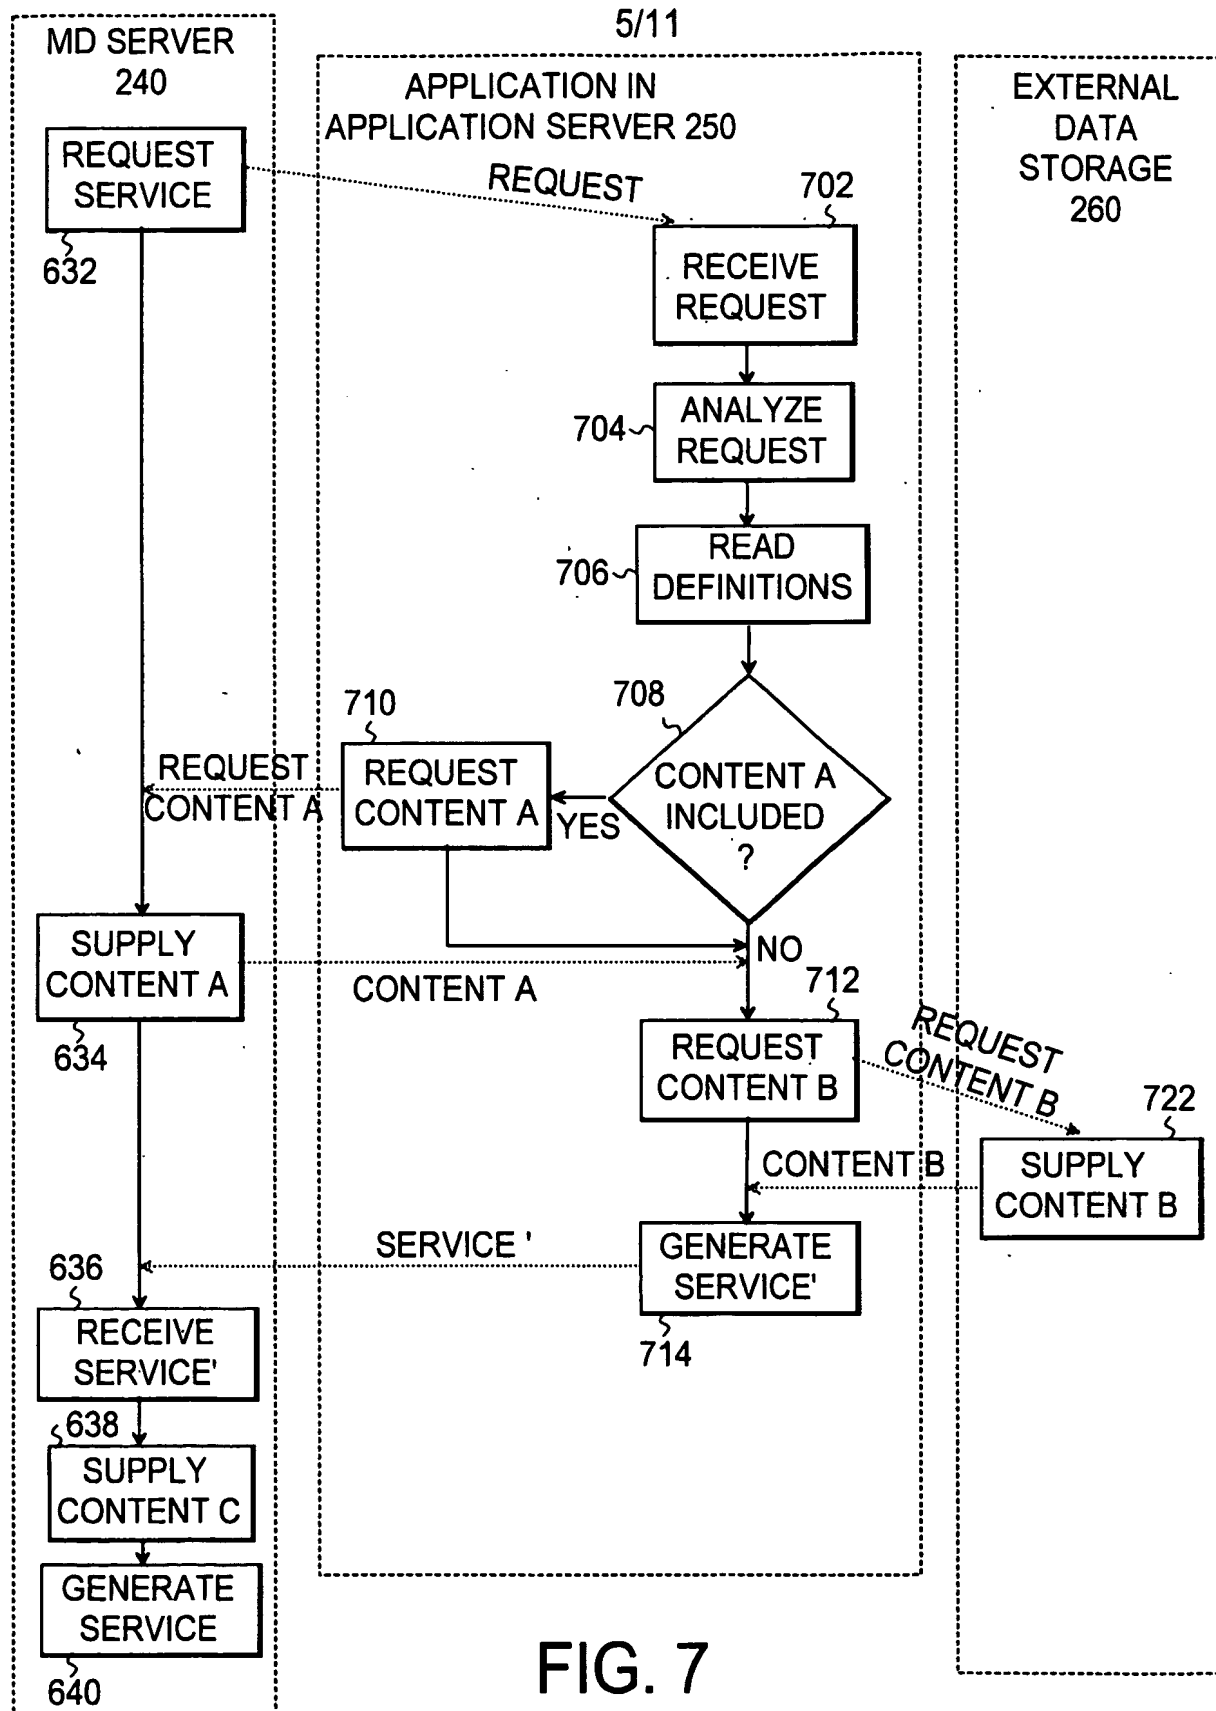 5/11
MD SERVER
240
APPLICATION IN
APPLICATION SERVER 250
EXTERNAL
DATA
STORAGE
260
REQUEST
SERVICE
632
REQUEST
702
RECEIVE
REQUEST
704
ANALYZE
REQUEST
706
READ
DEFINITIONS
708
CONTENT A
INCLUDED
?
YES
NO
710
REQUEST
CONTENT A
REQUEST
CONTENT A
SUPPLY
CONTENT A
634
CONTENT A
712
REQUEST
CONTENT B
REQUEST
CONTENT B
722
SUPPLY
CONTENT B
CONTENT B
GENERATE
SERVICE'
714
SERVICE '
636
RECEIVE
SERVICE'
638
SUPPLY
CONTENT C
GENERATE
SERVICE
640
FIG. 7